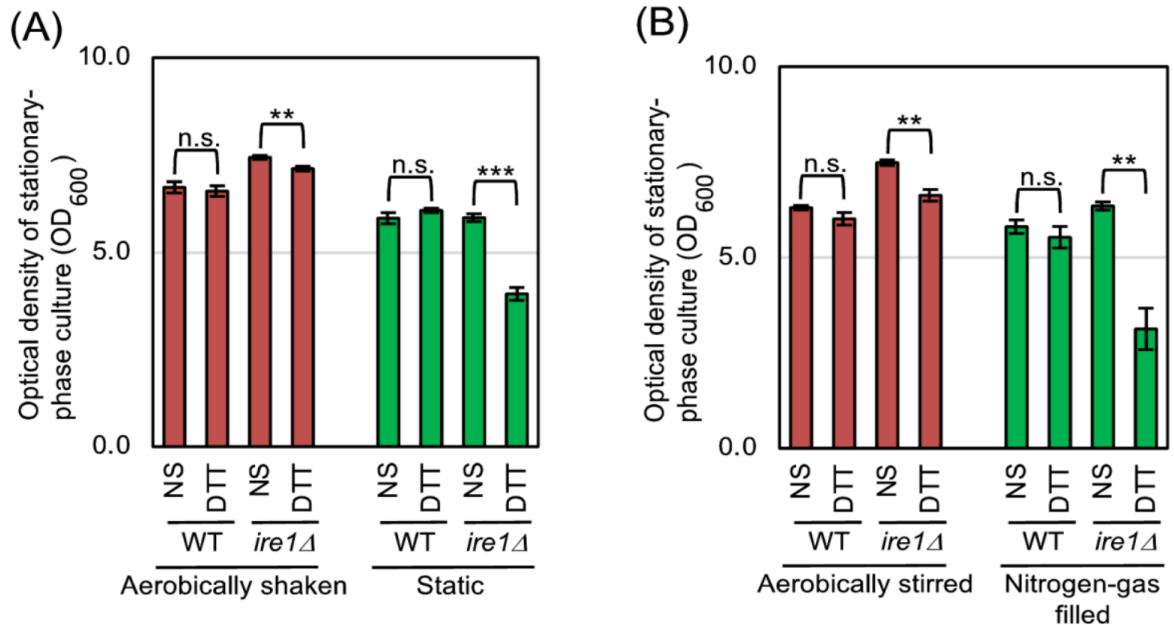 (A)
Optical density of stationary-
phase culture (OD600)
10.0
5.0
0.0
n.s.
**
n.s.
***
NS
DTT
NS
DTT
NS
DTT
NS
DTT
WT
ire1Δ
WT
ire1Δ
Aerobically shaken
Static
(B)
Optical density of stationary-
phase culture (OD600)
10.0
5.0
0.0
n.s.
**
n.s.
**
NS
DTT
NS
DTT
NS
DTT
NS
DTT
WT
ire1Δ
WT
ire1Δ
Aerobically stirred
Nitrogen-gas
filled